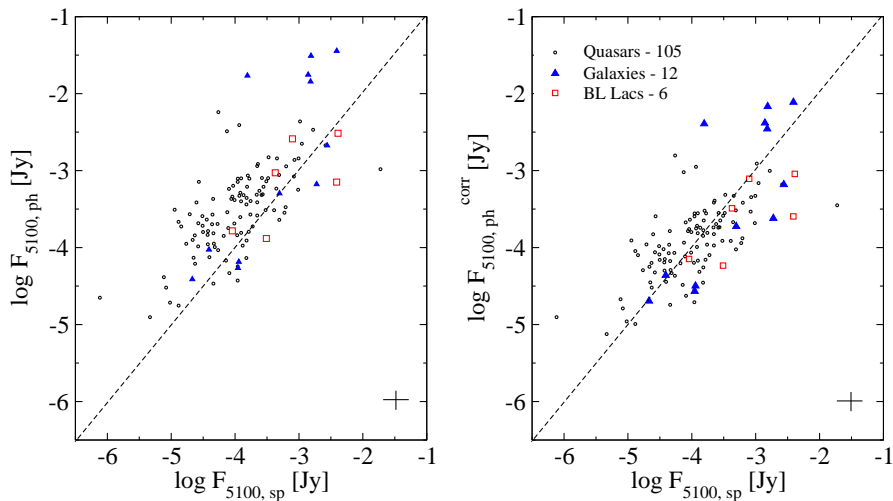 -1
-2
-3
-4
-5
-6
-6 -5 -4 -3 -2 -1
log F5100, sp [Jy]
log F5100, ph [Jy]
-1
-2
-3
-4
-5
-6
-6 -5 -4 -3 -2 -1
log F5100, sp [Jy]
log F5100, ph corr [Jy]
Quasars - 105
Galaxies - 12
BL Lacs - 6